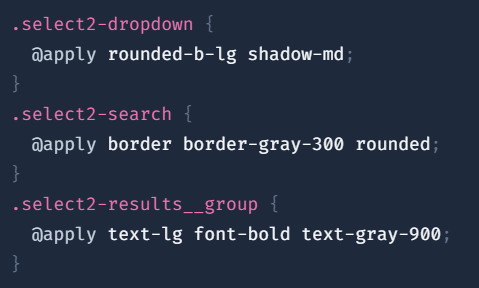 .select2-dropdown {
  @apply rounded-b-lg shadow-md;
}
.select2-search {
  @apply border border-gray-300 rounded;
}
.select2-results__group {
  @apply text-lg font-bold text-gray-900;
}